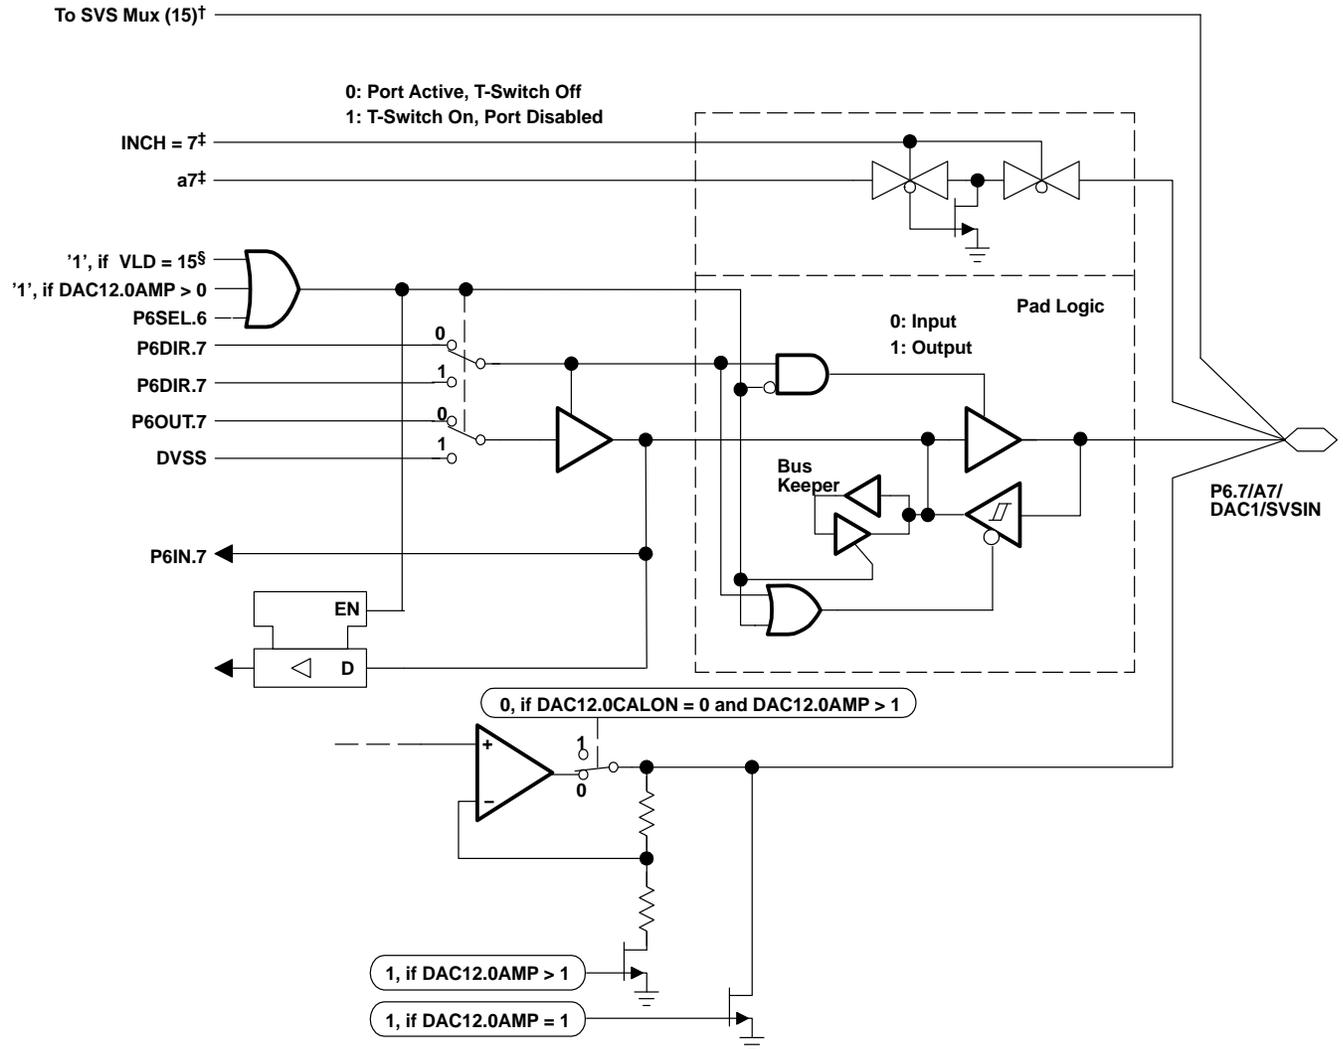 To SVS Mux (15)†
0: Port Active, T-Switch Off
1: T-Switch On, Port Disabled
INCH = 7‡
a7‡
’1’, if VLD = 15§
’1’, if DAC12.0AMP > 0
P6SEL.6
P6DIR.7
0
P6DIR.7
1
P6OUT.7
0
DVSS
1
Pad Logic
0: Input
1: Output
Bus
Keeper
P6.7/A7/
DAC1/SVSIN
P6IN.7
EN
D
0, if DAC12.0CALON = 0 and DAC12.0AMP > 1
+
−
1
0
1, if DAC12.0AMP > 1
1, if DAC12.0AMP = 1